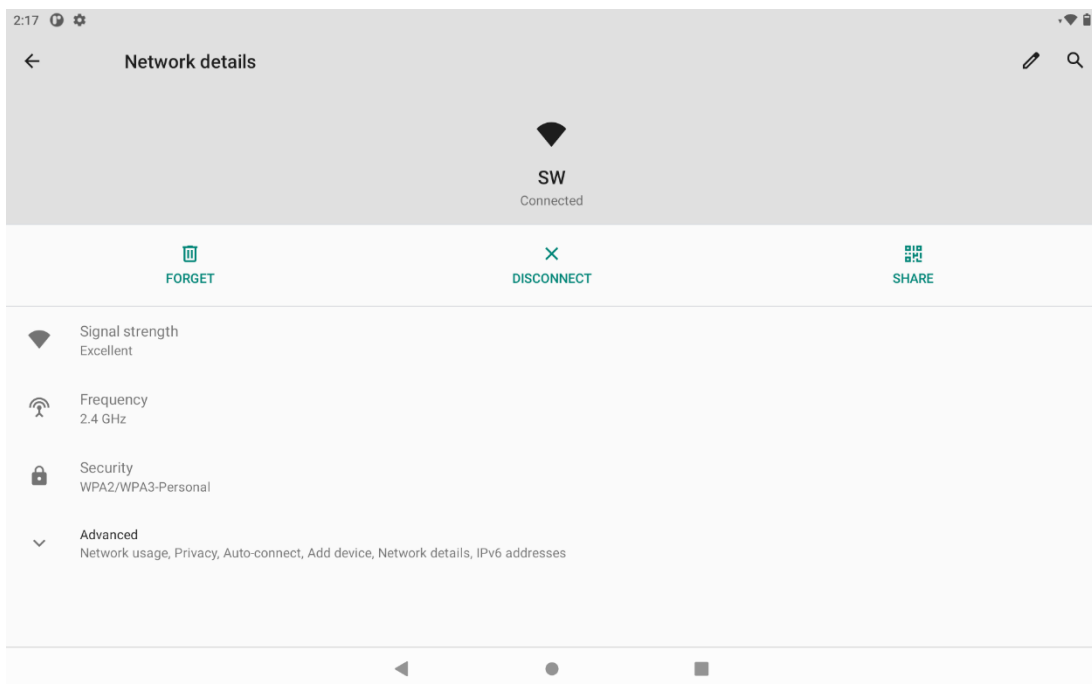 2:17
Network details
SW
Connected
FORGET
DISCONNECT
SHARE
Signal strength
Excellent
Frequency
2.4 GHz
Security
WPA2/WPA3-Personal
Advanced
Network usage, Privacy, Auto-connect, Add device, Network details, IPv6 addresses